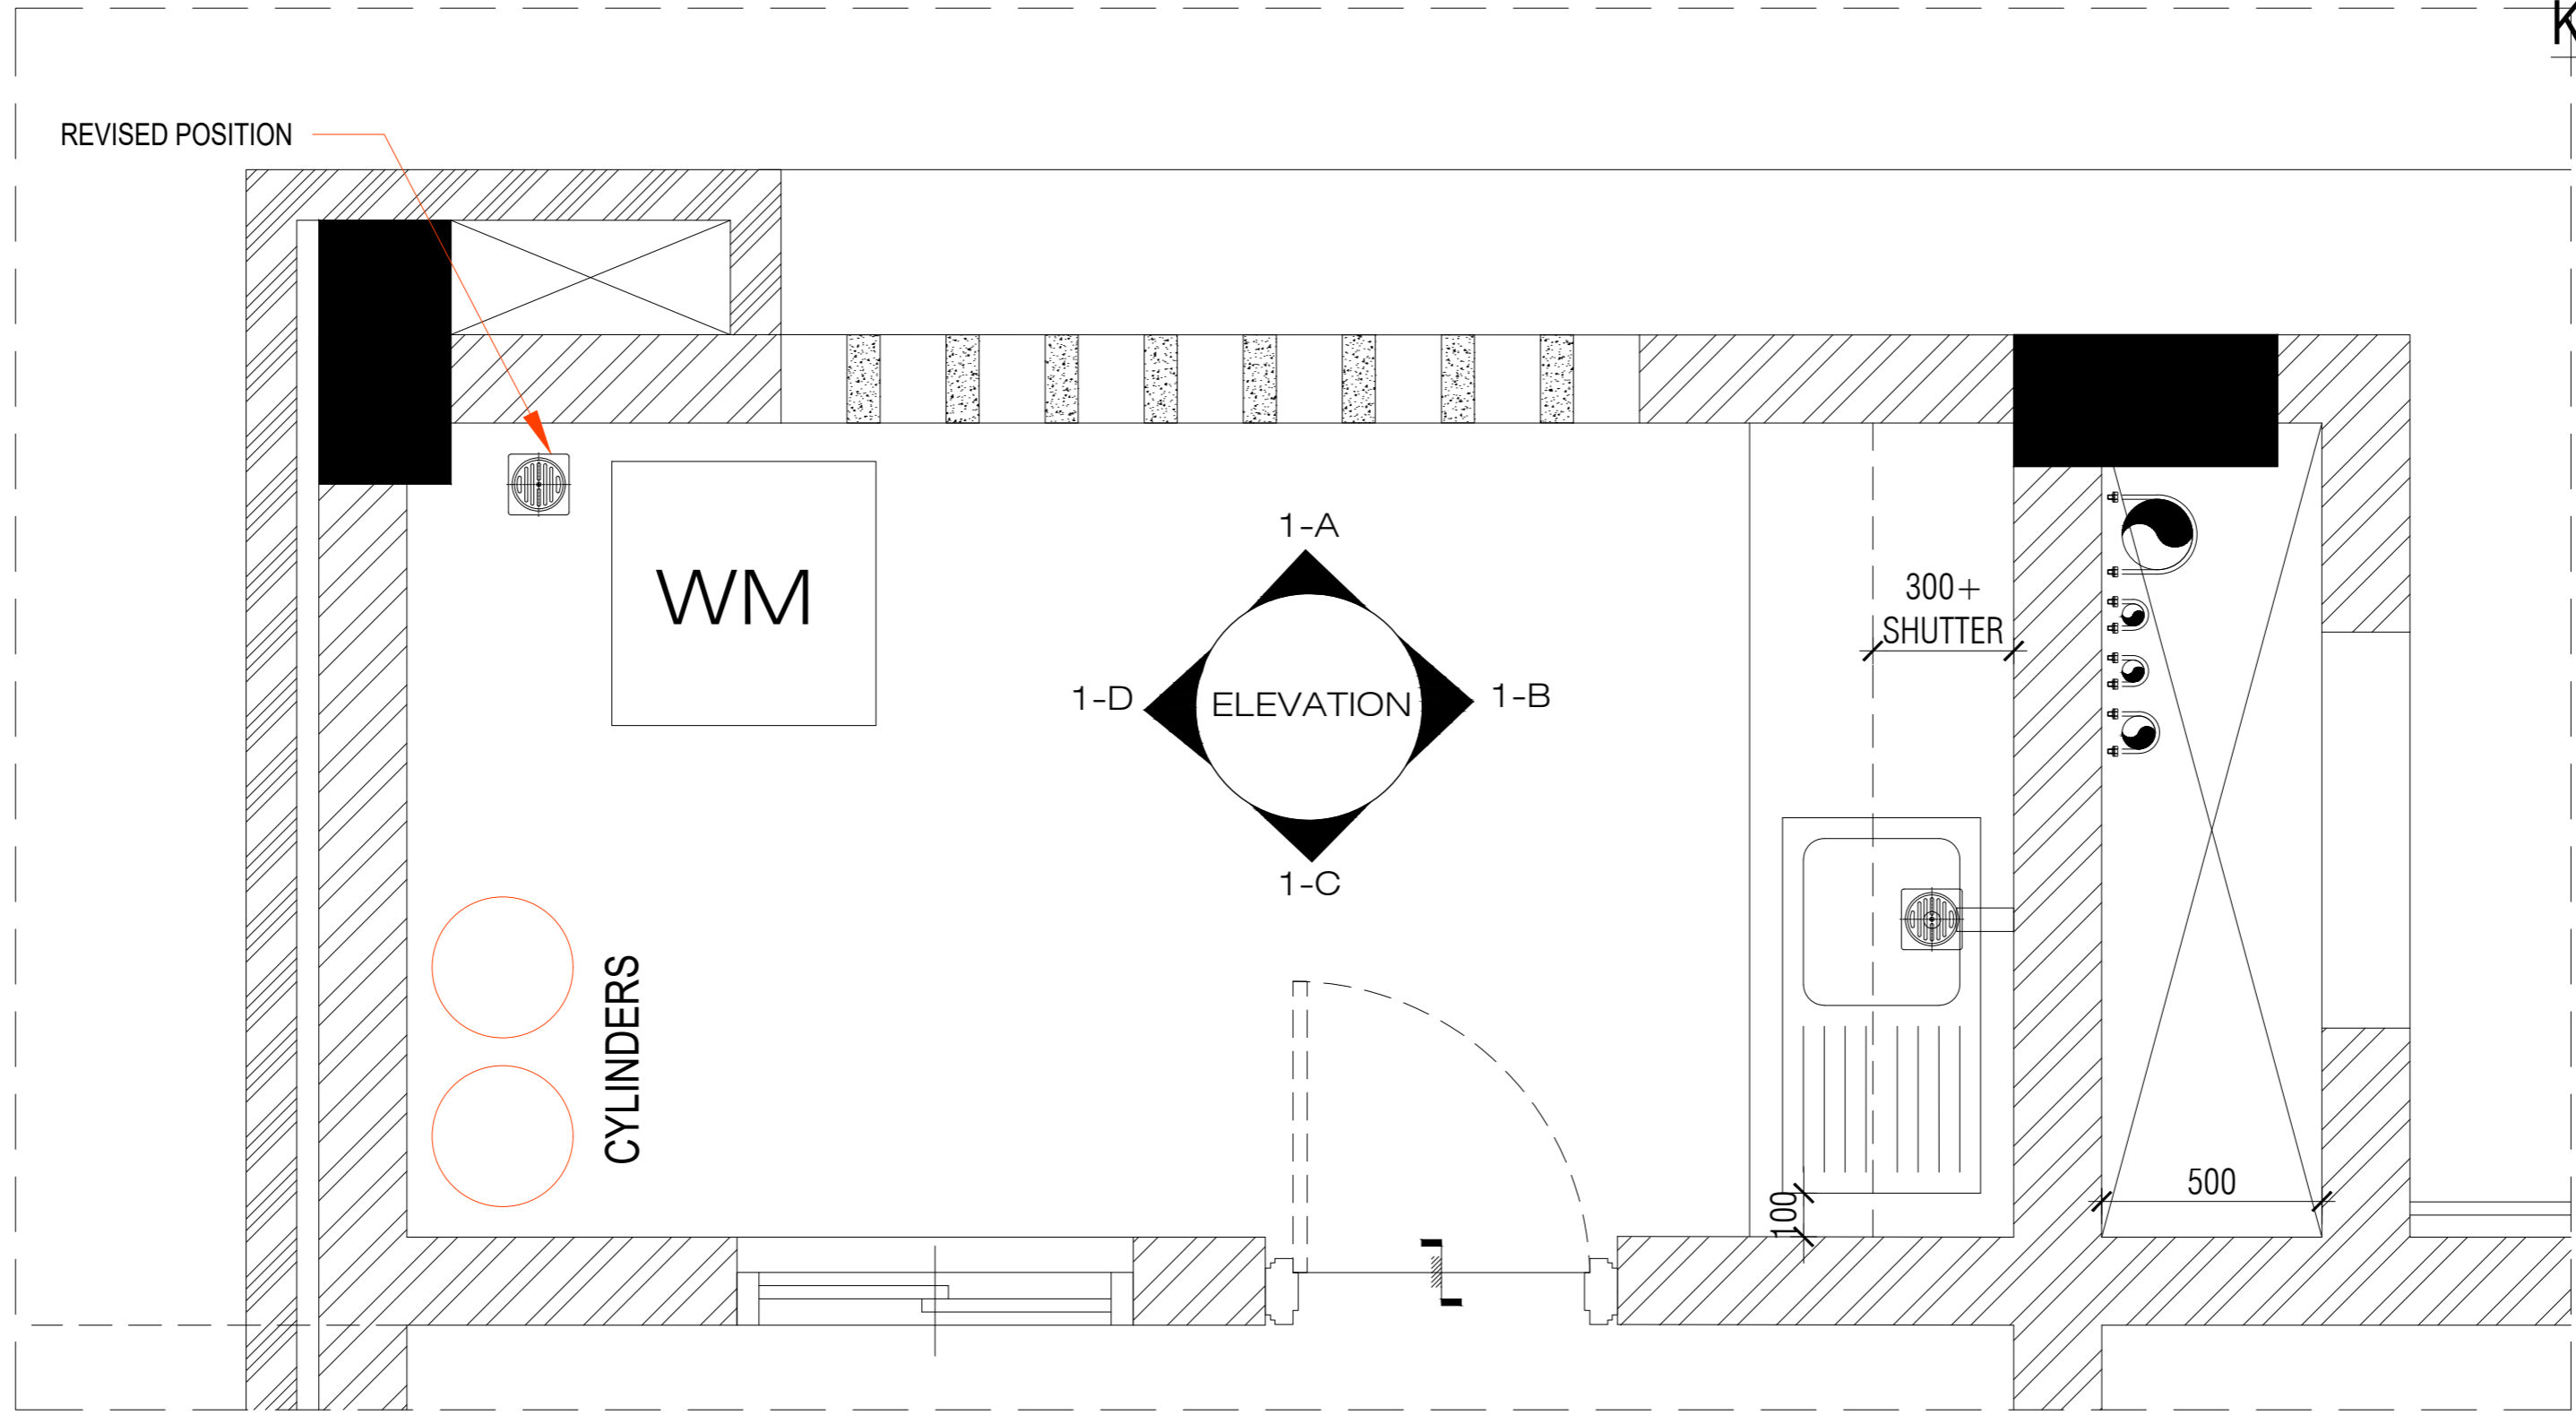 K
REVISED POSITION
WM
1-A
1-D
ELEVATION
1-B
1-C
300+
SHUTTER
CYLINDERS
100
500